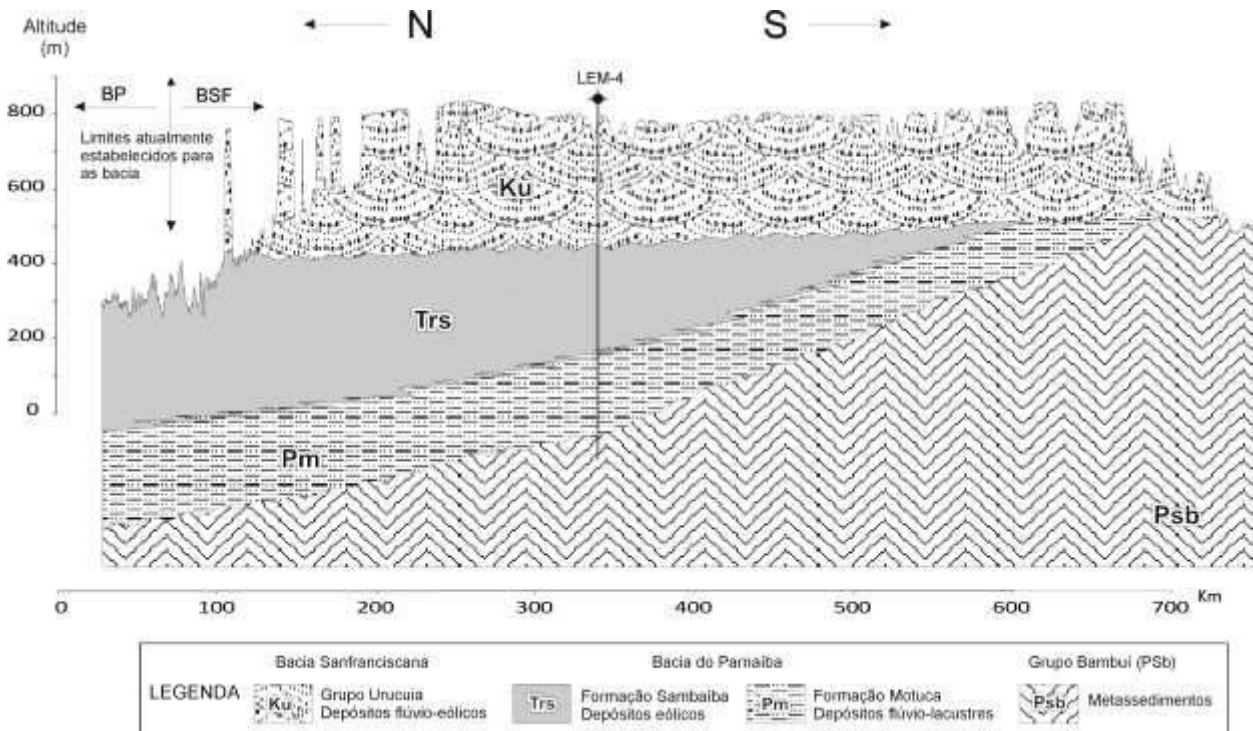 Altitude
(m)
N
S
LEM-4
BP
BSF
Limites atualmente
estabelecidos para
as bacia
800
600
400
200
0
Ku
Trs
Pm
Psb
0
100
200
300
400
500
600
700
Km
LEGENDA
Bacia Sanfranciscana
Ku
Grupo Urucuia
Depósitos flúvio-eólicos
Bacia do Parnaíba
Trs
Formação Sambaíba
Depósitos eólicos
Pm
Formação Motuca
Depósitos flúvio-lacustres
Grupo Bambuí (PSb)
Psb
Metassedimentos